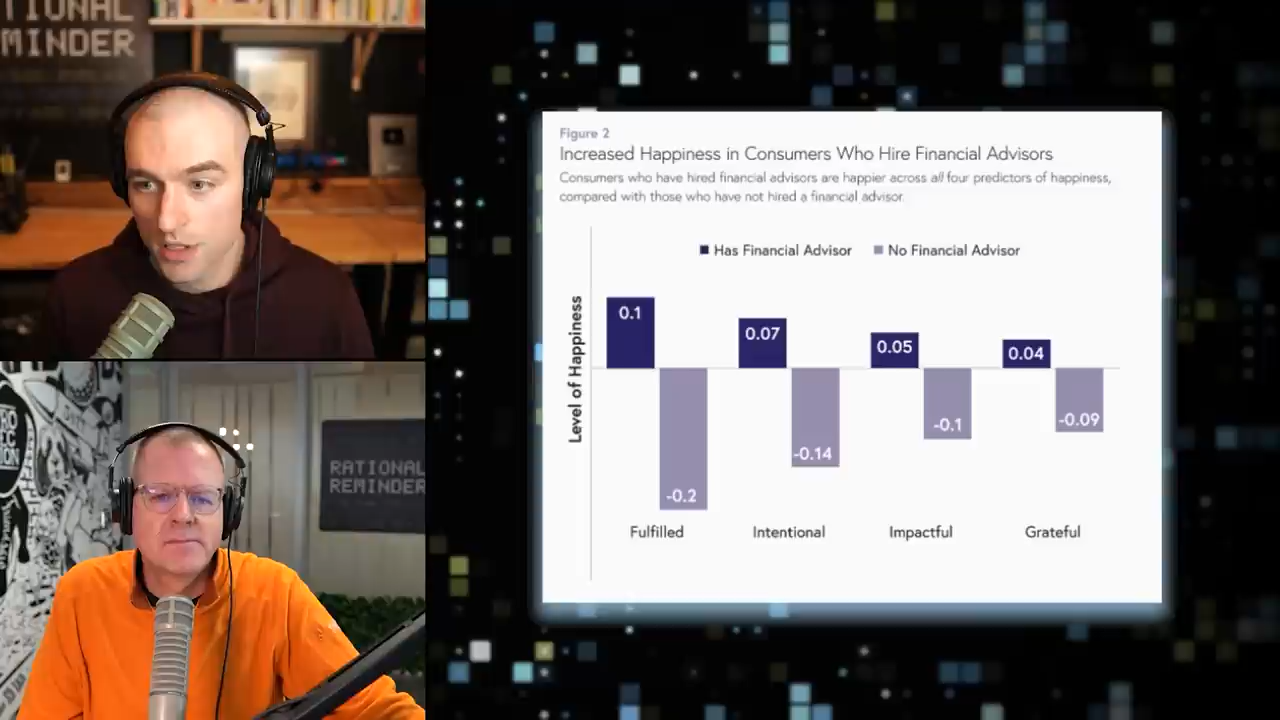 TIONAL
MINDER
RATIONAL
REMINDER
Figure 2
Increased Happiness in Consumers Who Hire Financial Advisors
Consumers who have hired financial advisors are happier across all four predictors of happiness,
compared with those who have not hired a financial advisor.
Has Financial Advisor No Financial Advisor
Level of Happiness
0.1 0.07 0.05 0.04
-0.2 -0.14 -0.1 -0.09
Fulfilled Intentional Impactful Grateful